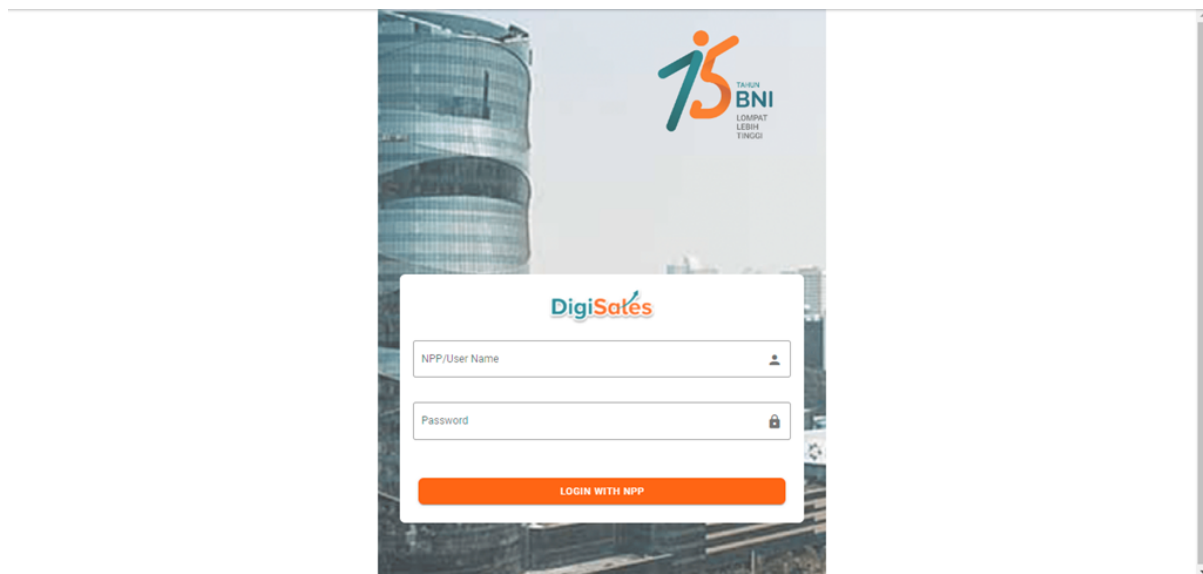 75
TAHUN
BNI
LOMPAT
LEBIH
TINGGI
DigiSales
NPP/User Name
Password
LOGIN WITH NPP